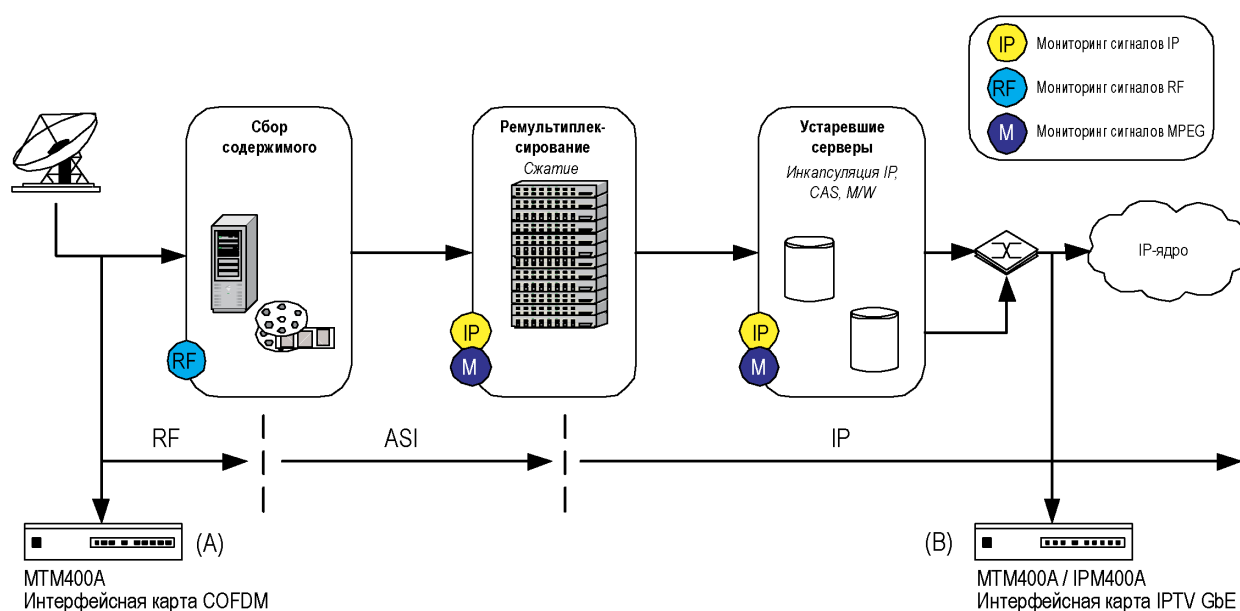 IP Мониторинг сигналов IP
RF Мониторинг сигналов RF
M Мониторинг сигналов MPEG
Сбор
содержимого
Ремультиплек-
сирование
Сжатие
Устаревшие
серверы
Инкапсуляция IP,
CAS, M/W
IP-ядро
RF
IP
M
IP
M
RF
ASI
IP
(A)
MTM400A
Интерфейсная карта COFDM
(B)
MTM400A / IPM400A
Интерфейсная карта IPTV GbE